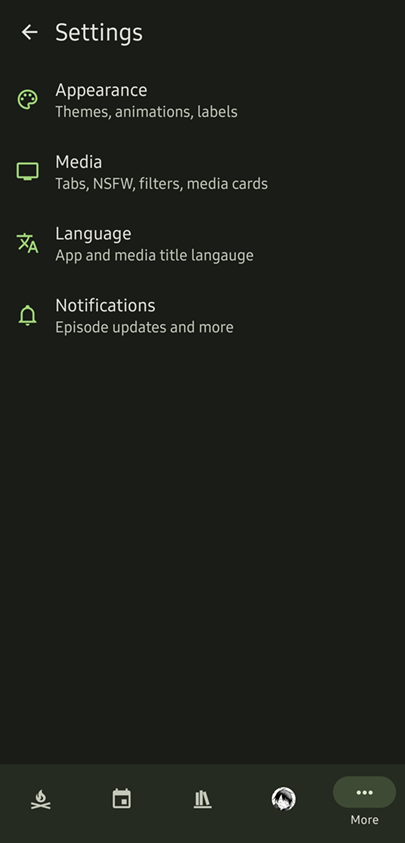 Settings
Appearance
Themes, animations, labels
Media
Tabs, NSFW, filters, media cards
Language
App and media title langauge
Notifications
Episode updates and more
More